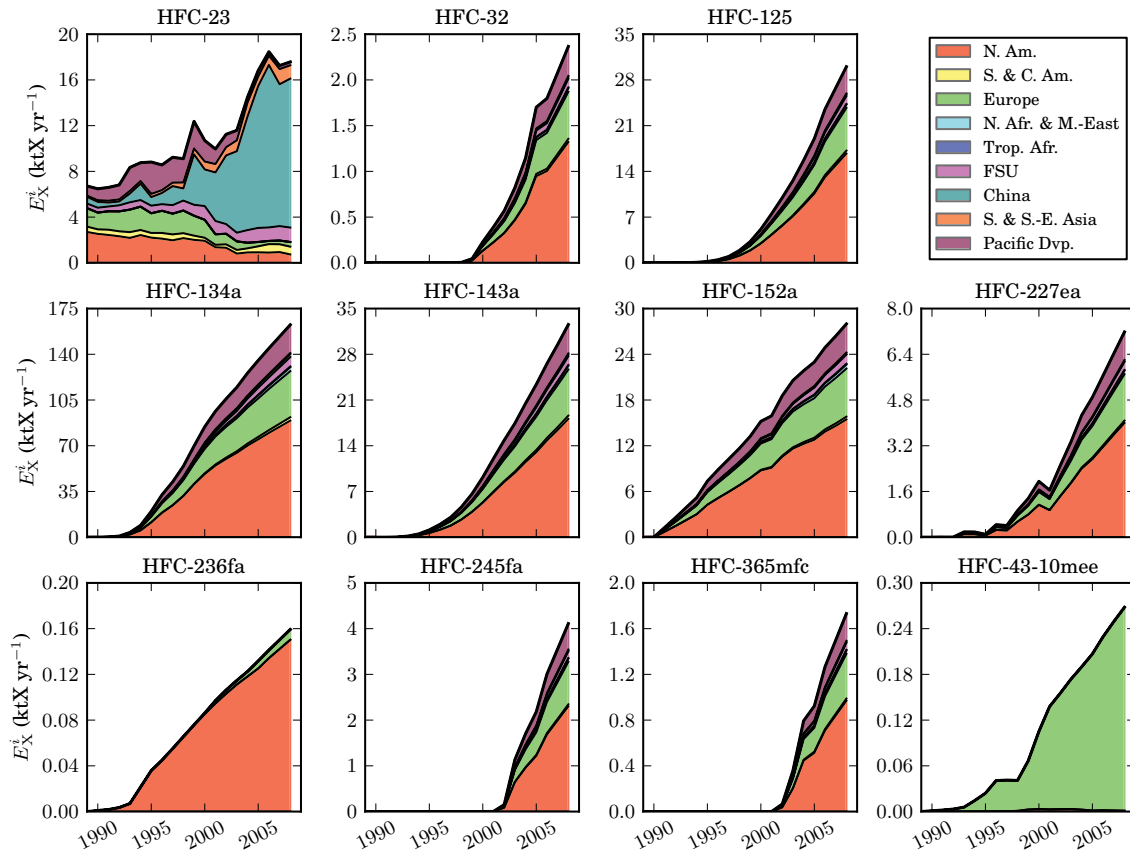 HFC-23
HFC-32
HFC-125
20
16
12
8
4
0
2.5
2.0
1.5
1.0
0.5
0.0
35
28
21
14
7
0
E_X^i (ktX yr⁻¹)
N. Am.
S. & C. Am.
Europe
N. Afr. & M.-East
Trop. Afr.
FSU
China
S. & S.-E. Asia
Pacific Dvp.
HFC-134a
HFC-143a
HFC-152a
HFC-227ea
175
140
105
70
35
0
35
28
21
14
7
0
30
24
18
12
6
0
8.0
6.4
4.8
3.2
1.6
0.0
E_X^i (ktX yr⁻¹)
HFC-236fa
HFC-245fa
HFC-365mfc
HFC-43-10mee
0.20
0.16
0.12
0.08
0.04
0.00
5
4
3
2
1
0
2.0
1.6
1.2
0.8
0.4
0.0
0.30
0.24
0.18
0.12
0.06
0.00
E_X^i (ktX yr⁻¹)
1990 1995 2000 2005
1990 1995 2000 2005
1990 1995 2000 2005
1990 1995 2000 2005